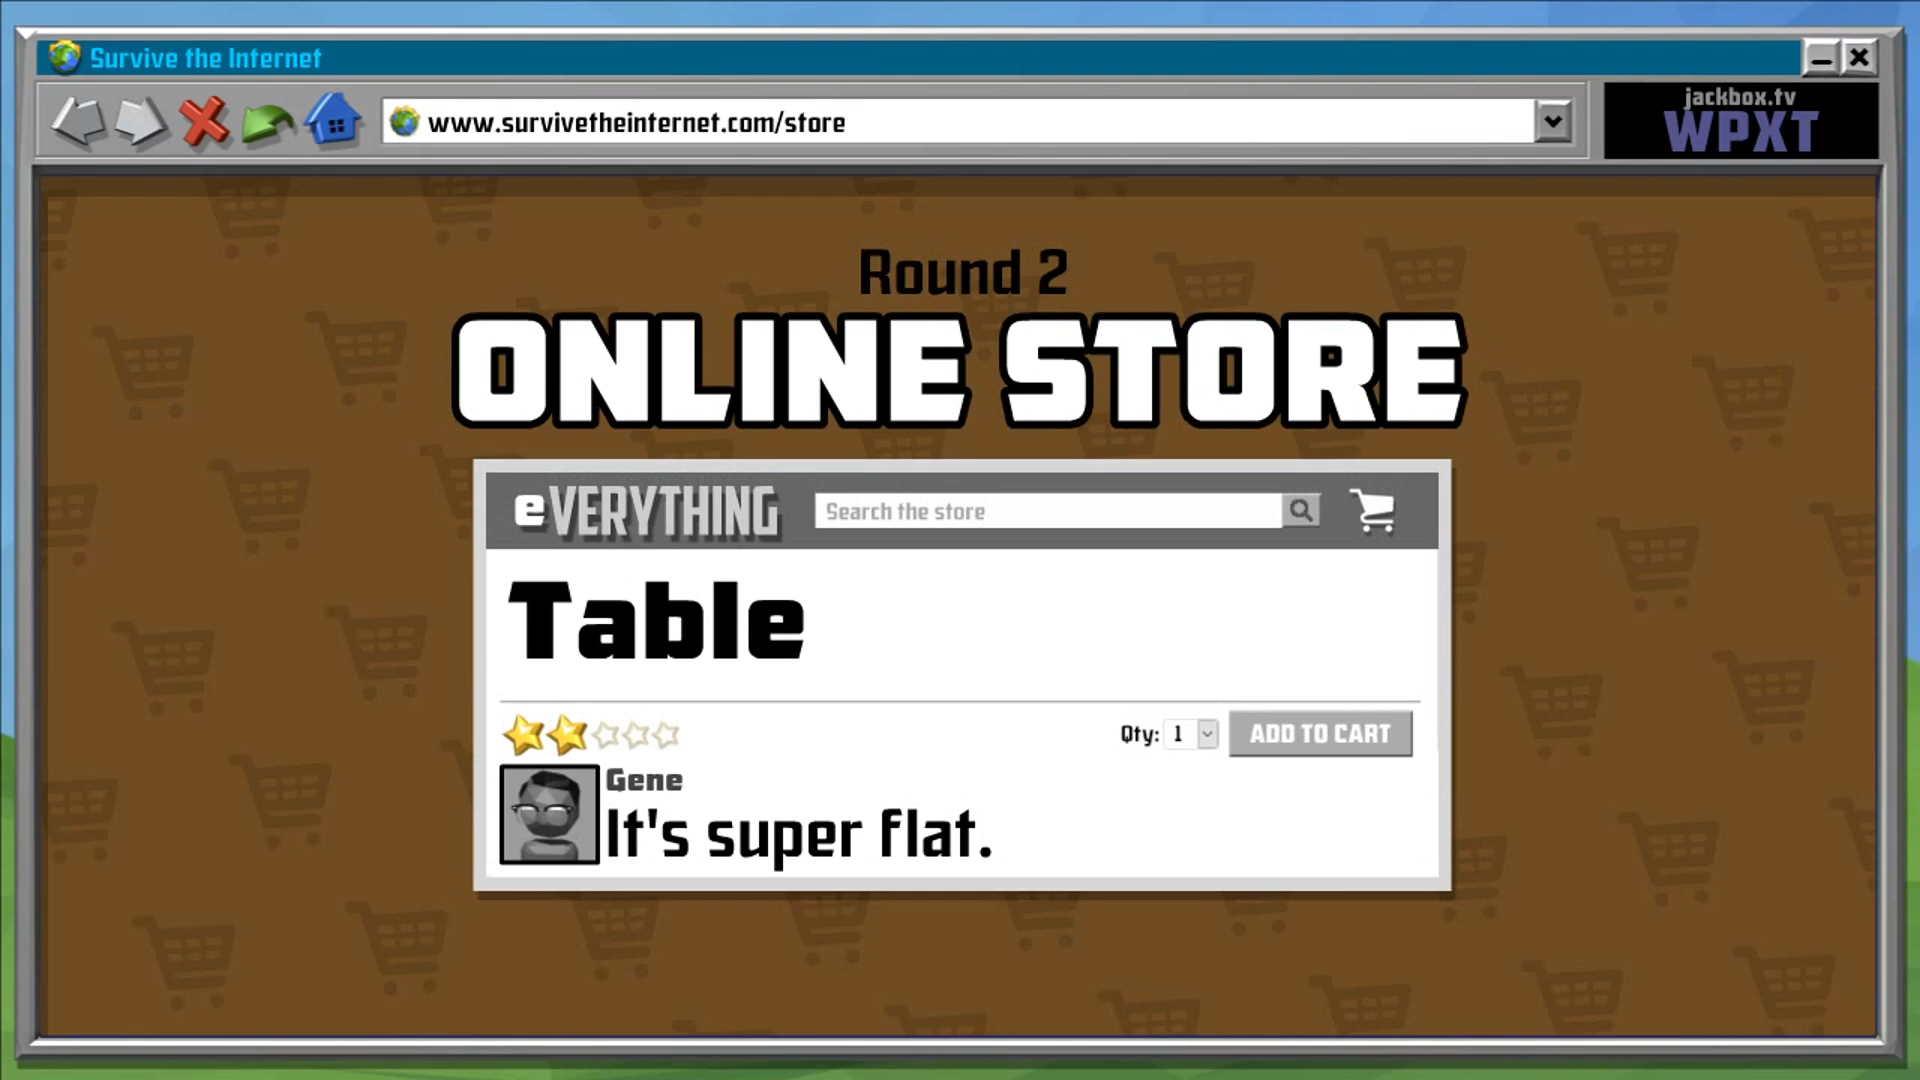 Survive the Internet
www.survivetheinternet.com/store
jackbox.tv
WPXT
Round 2
ONLINE STORE
eVERYTHING
Search the store
Table
Qty: 1
ADD TO CART
Gene
It's super flat.